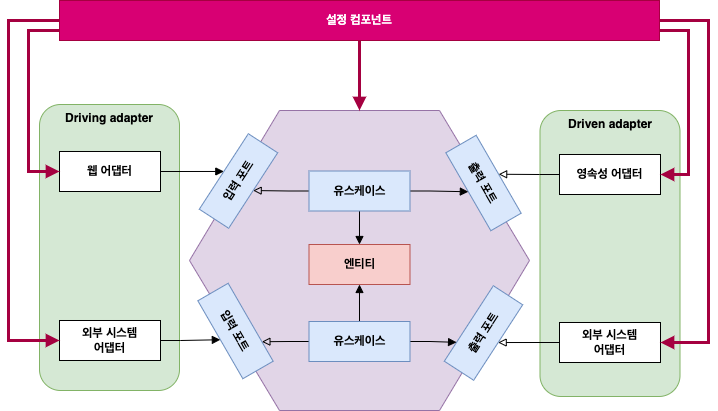 설정 컴포넌트
Driving adapter
Driven adapter
웹 어댑터
입력 포트
유스케이스
출력 포트
영속성 어댑터
엔티티
외부 시스템
어댑터
입력 포트
유스케이스
출력 포트
외부 시스템
어댑터